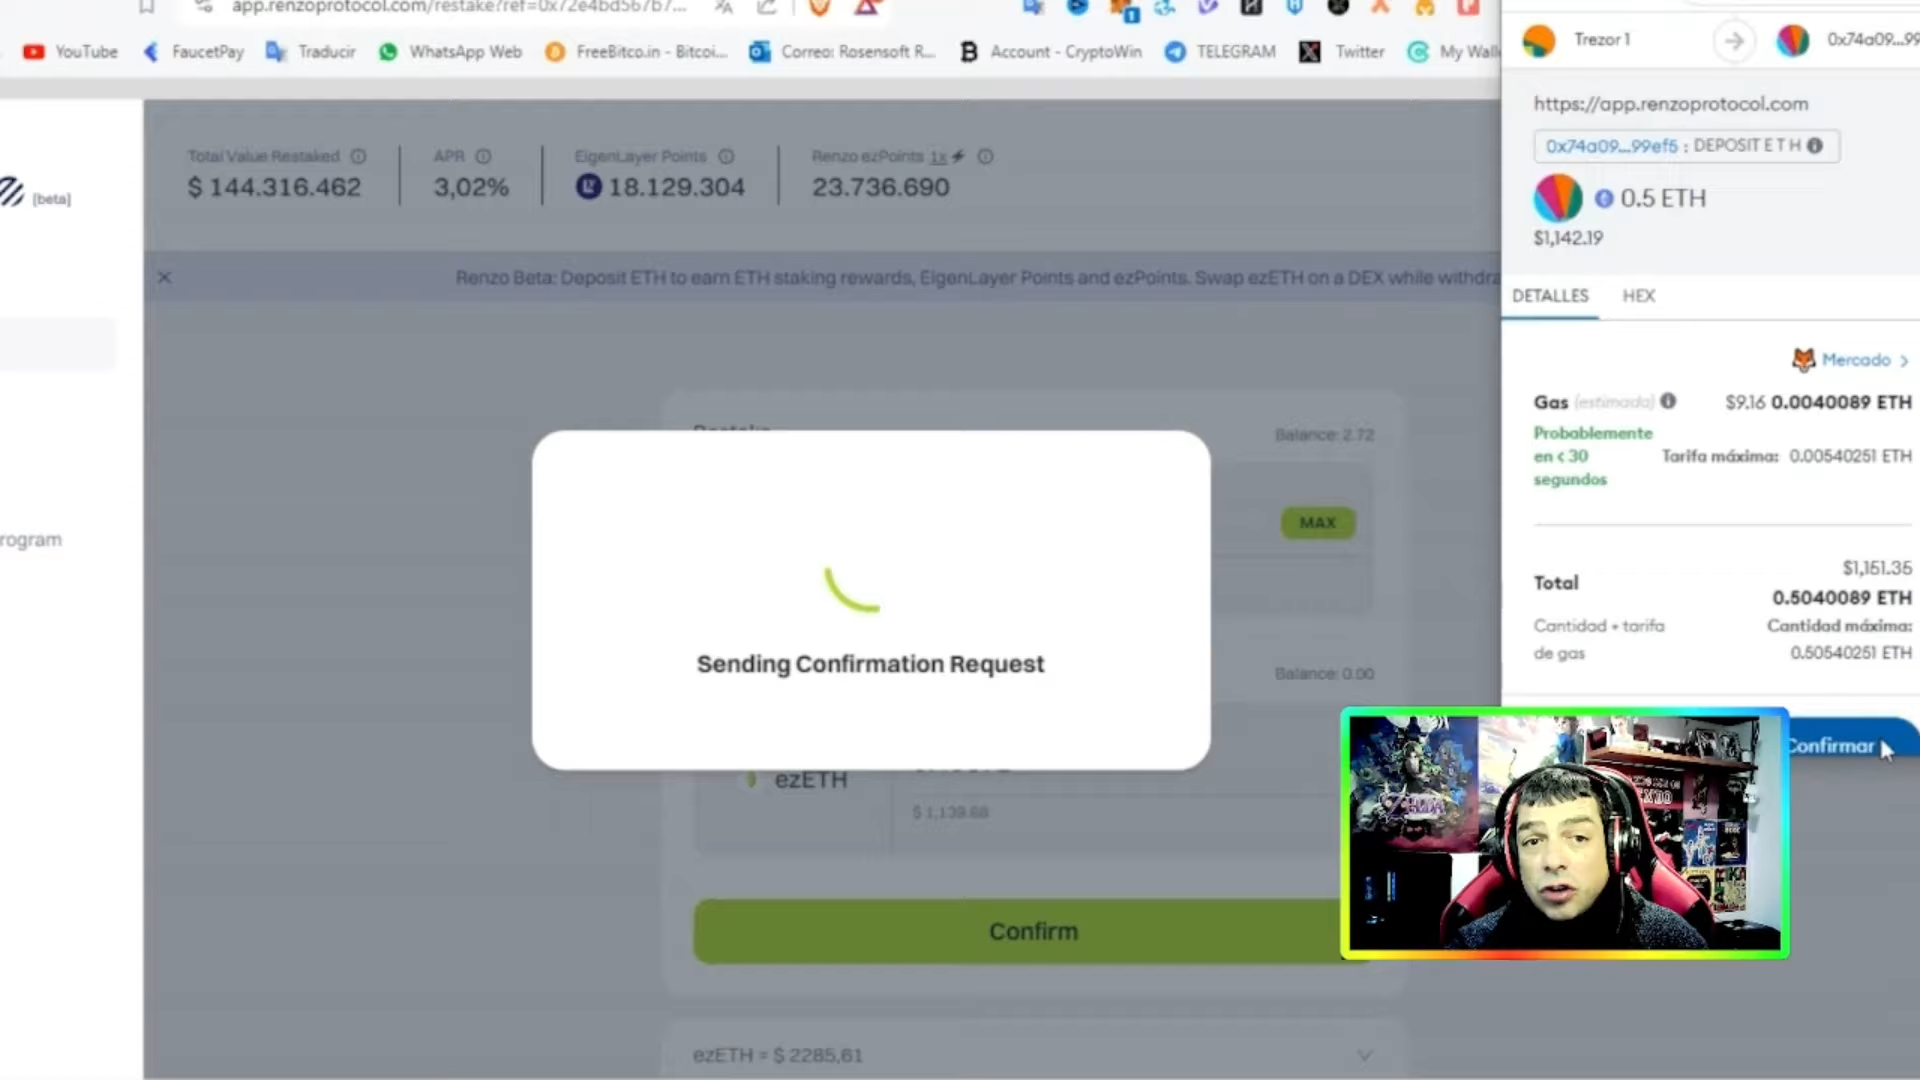 app.renzoprotocol.com/restake?ref=0x72e4bd567b7...
YouTube FaucetPay Traducir WhatsApp Web FreeBitco.in - Bitcoi... Correo: Rosensoft R... Account - CryptoWin TELEGRAM Twitter My Wall
[beta]
rogram
Total Value Restaked APR EigenLayer Points Renzo ezPoints 1x
$ 144.316.462 3,02% 18.129.304 23.736.690
Renzo Beta: Deposit ETH to earn ETH staking rewards, EigenLayer Points and ezPoints. Swap ezETH on a DEX while withdra
Balance: 2.72
MAX
Sending Confirmation Request
Balance: 0.00
ezETH
$ 1,139.68
Confirm
ezETH = $ 2285,61
Trezor 1 0x74a09...99
https://app.renzoprotocol.com
0x74a09...99ef5 : DEPOSIT E T H
0.5 ETH
$1,142.19
DETALLES HEX
Mercado
Gas (estimada) $9.16 0.0040089 ETH
Probablemente
en < 30
segundos
Tarifa máxima: 0.00540251 ETH
$1,151.35
Total
0.5040089 ETH
Cantidad + tarifa
de gas
Cantidad máxima:
0.50540251 ETH
Confirmar
ZELDA